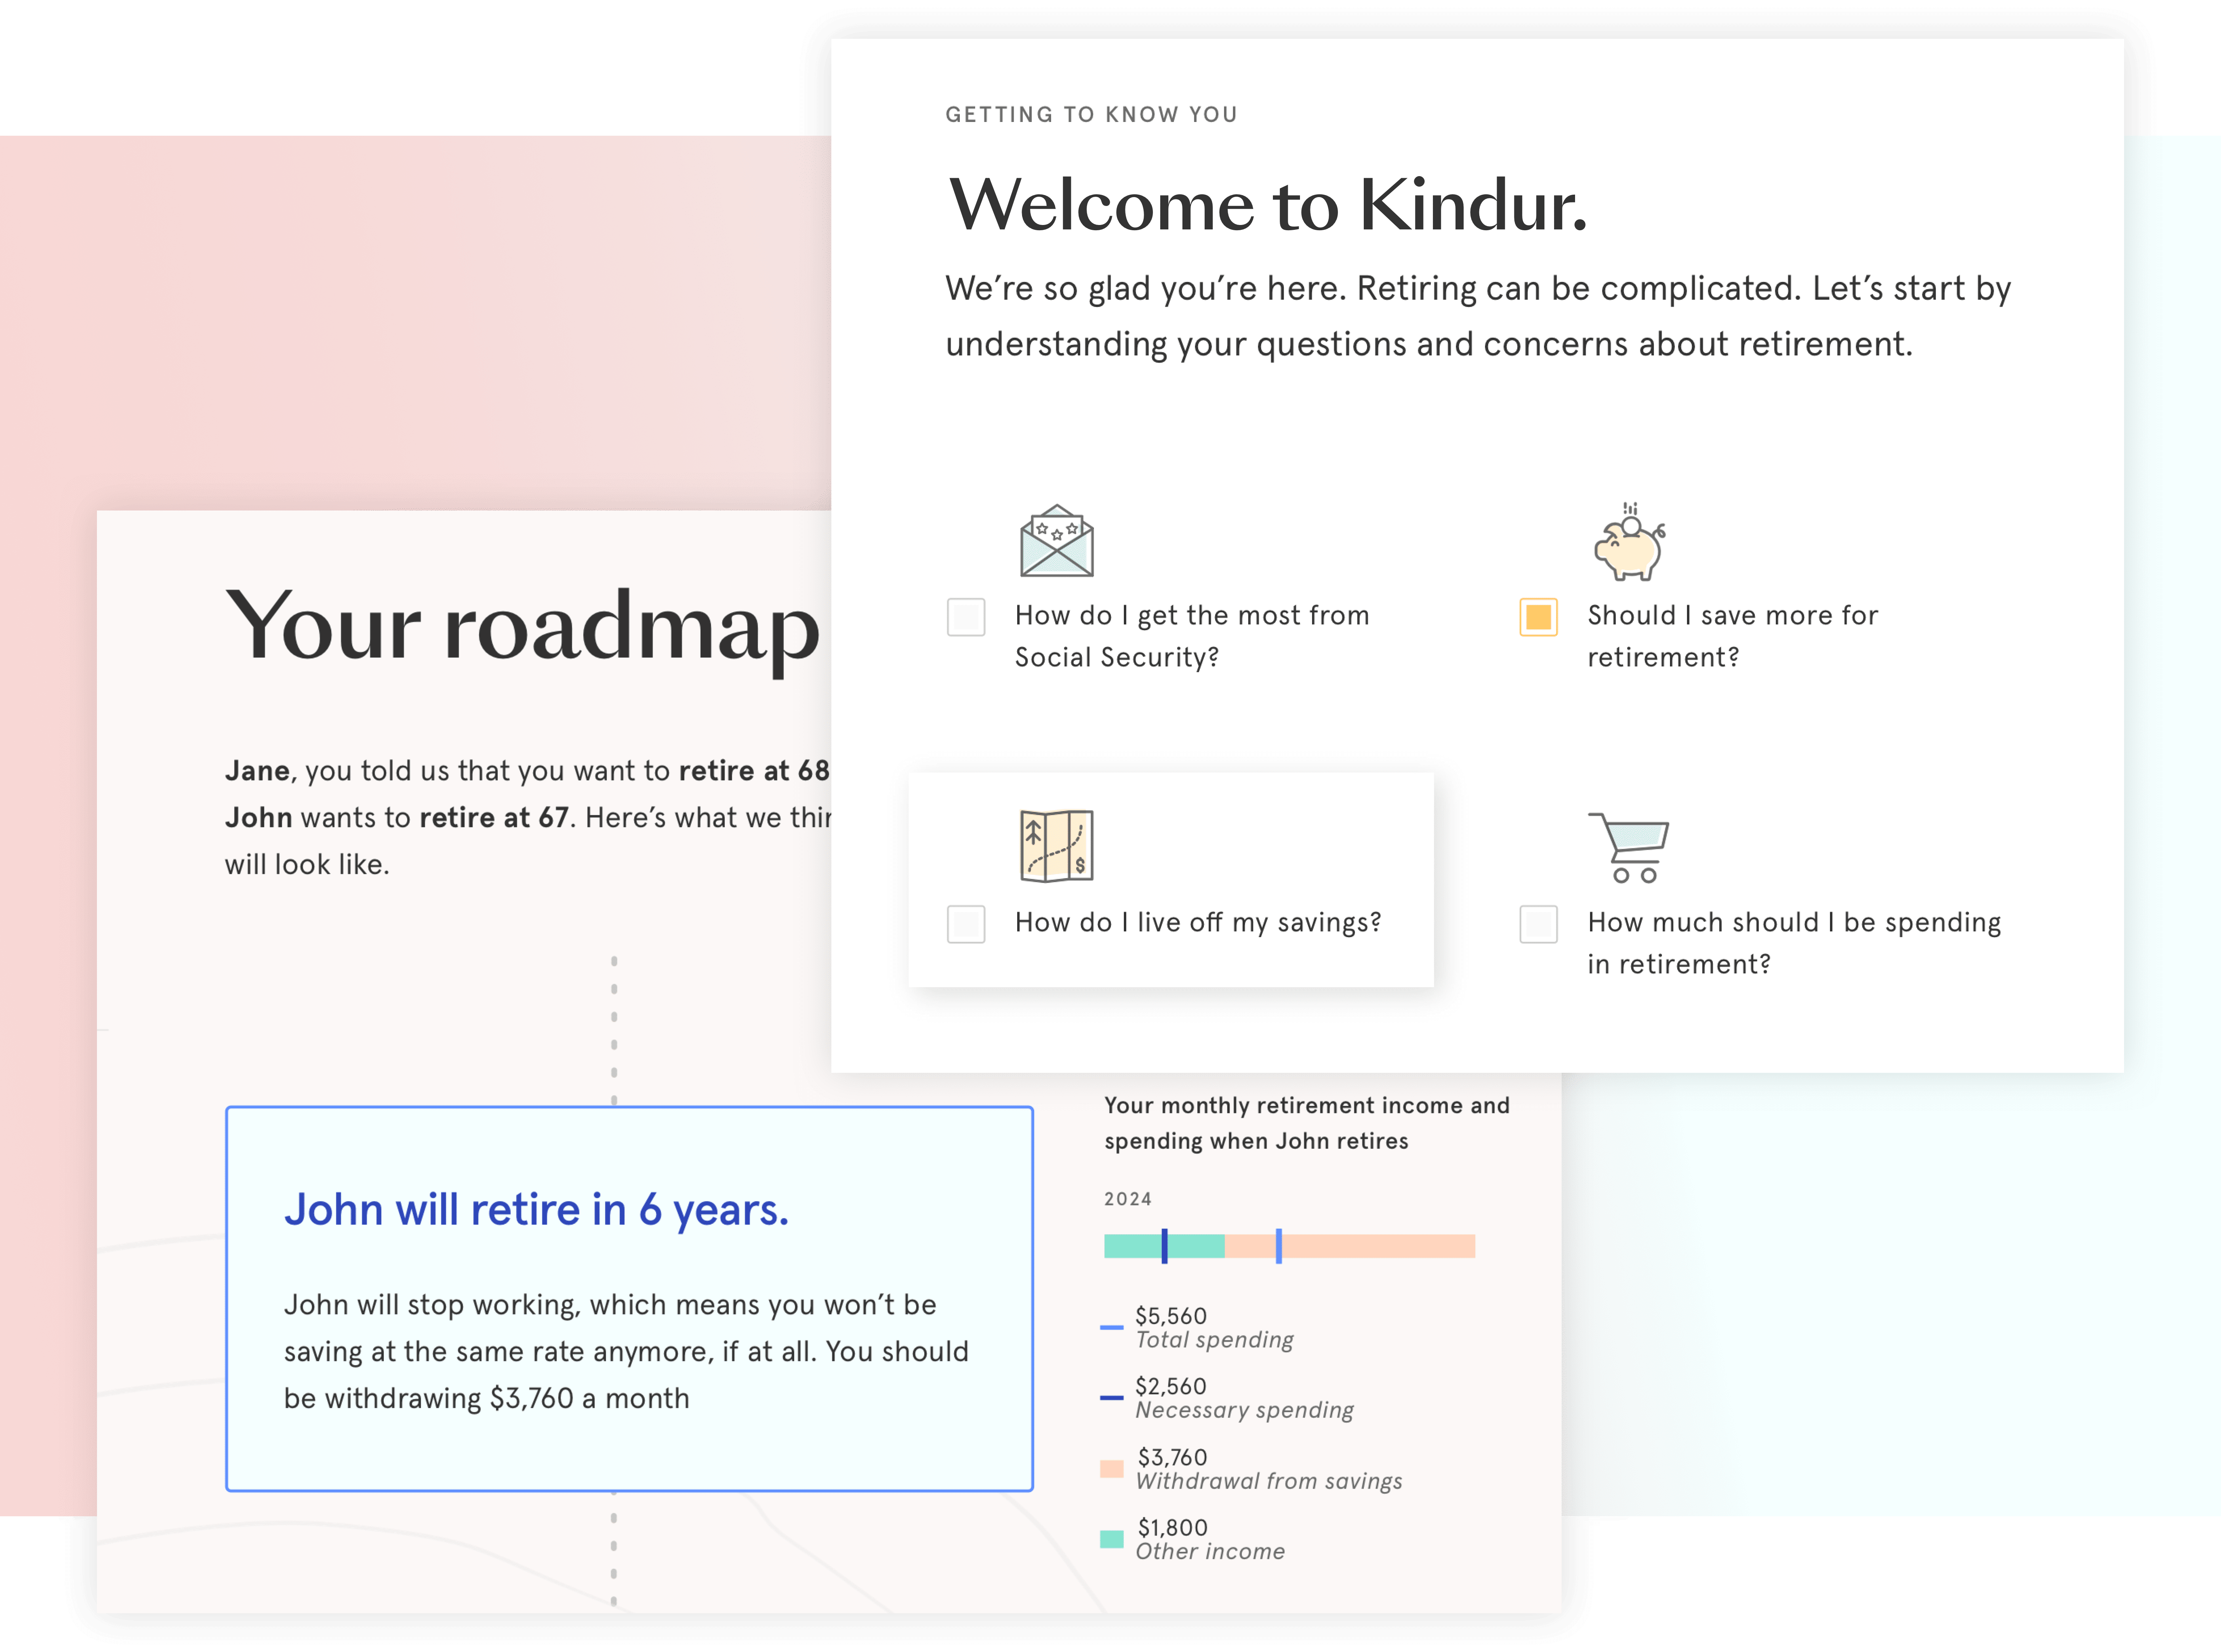 GETTING TO KNOW YOU
Welcome to Kindur.
We’re so glad you’re here. Retiring can be complicated. Let’s start by
understanding your questions and concerns about retirement.
How do I get the most from
Social Security?
Should I save more for
retirement?
How do I live off my savings?
How much should I be spending
in retirement?
$
Your roadmap
Jane, you told us that you want to retire at 68
John wants to retire at 67. Here’s what we
will look like.
John will retire in 6 years.
John will stop working, which means you won’t be
saving at the same rate anymore, if at all. You should
be withdrawing $3,760 a month
Your monthly retirement income and
spending when John retires
2024
$5,560
Total spending
$2,560
Necessary spending
$3,760
Withdrawal from savings
$1,800
Other income